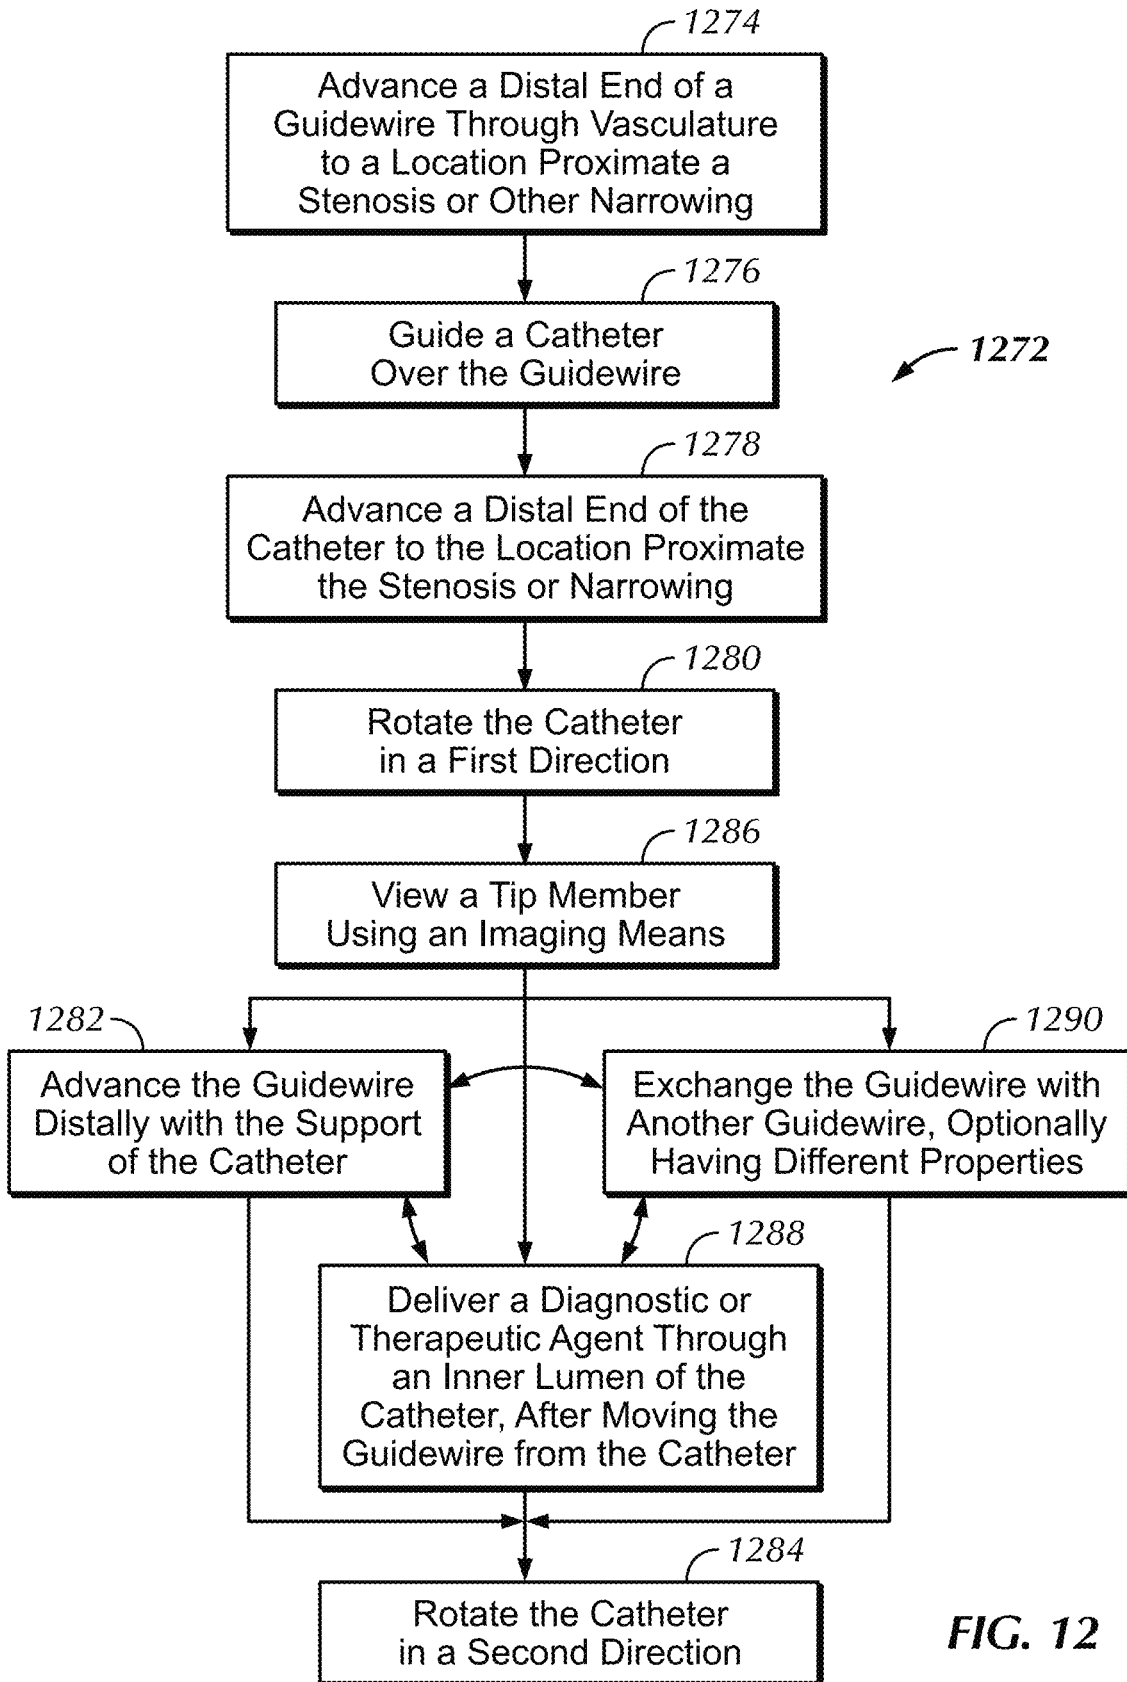 1274
Advance a Distal End of a
Guidewire Through Vasculature
to a Location Proximate a
Stenosis or Other Narrowing
1276
Guide a Catheter
Over the Guidewire
1272
1278
Advance a Distal End of the
Catheter to the Location Proximate
the Stenosis or Narrowing
1280
Rotate the Catheter
in a First Direction
1286
View a Tip Member
Using an Imaging Means
1282
Advance the Guidewire
Distally with the Support
of the Catheter
1290
Exchange the Guidewire with
Another Guidewire, Optionally
Having Different Properties
1288
Deliver a Diagnostic or
Therapeutic Agent Through
an Inner Lumen of the
Catheter, After Moving the
Guidewire from the Catheter
1284
Rotate the Catheter
in a Second Direction
FIG. 12